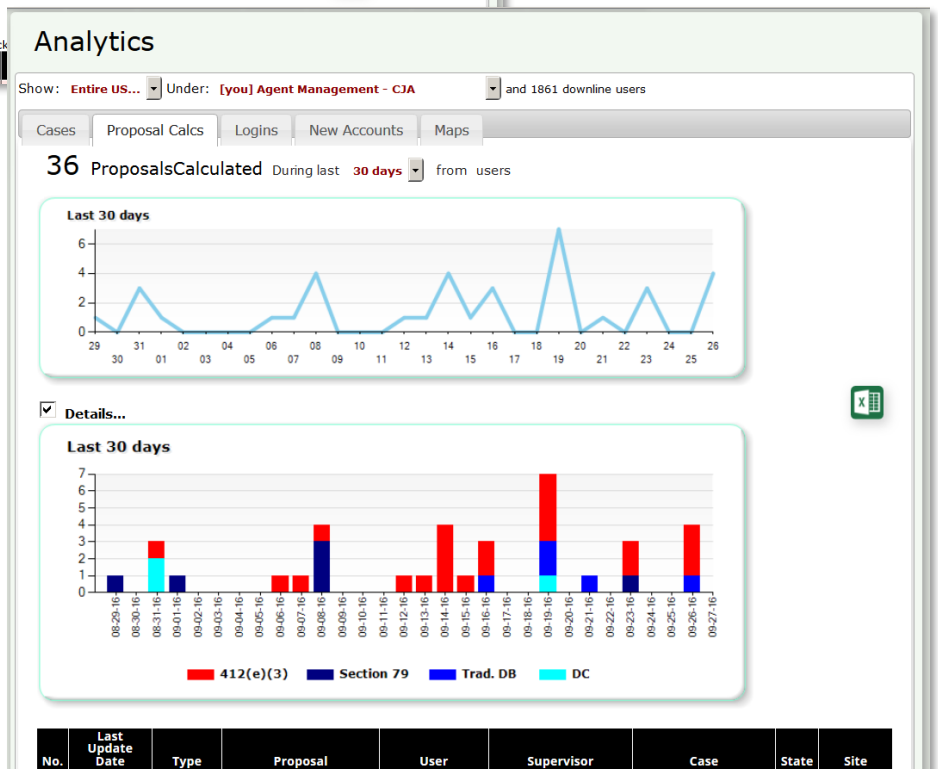 ck
Analytics
Show: Entire US... Under: [you] Agent Management - CJA and 1861 downline users
Cases Proposal Calcs Logins New Accounts Maps
36 ProposalsCalculated During last 30 days from users
Last 30 days
6
4
2
0
29 31 02 04 06 08 10 12 14 16 18 20 22 24 26
30 01 03 05 07 09 11 13 15 17 19 21 23 25
X
Details...
Last 30 days
7
6
5
4
3
2
1
0
08-29-16 08-30-16 08-31-16 09-01-16 09-02-16 09-03-16 09-04-16 09-05-16 09-06-16 09-07-16 09-08-16 09-09-16 09-10-16 09-11-16 09-12-16 09-13-16 09-14-16 09-15-16 09-16-16 09-17-16 09-18-16 09-19-16 09-20-16 09-21-16 09-22-16 09-23-16 09-24-16 09-25-16 09-26-16 09-27-16
412(e)(3) Section 79 Trad. DB DC
No. Last Update Date Type Proposal User Supervisor Case State Site